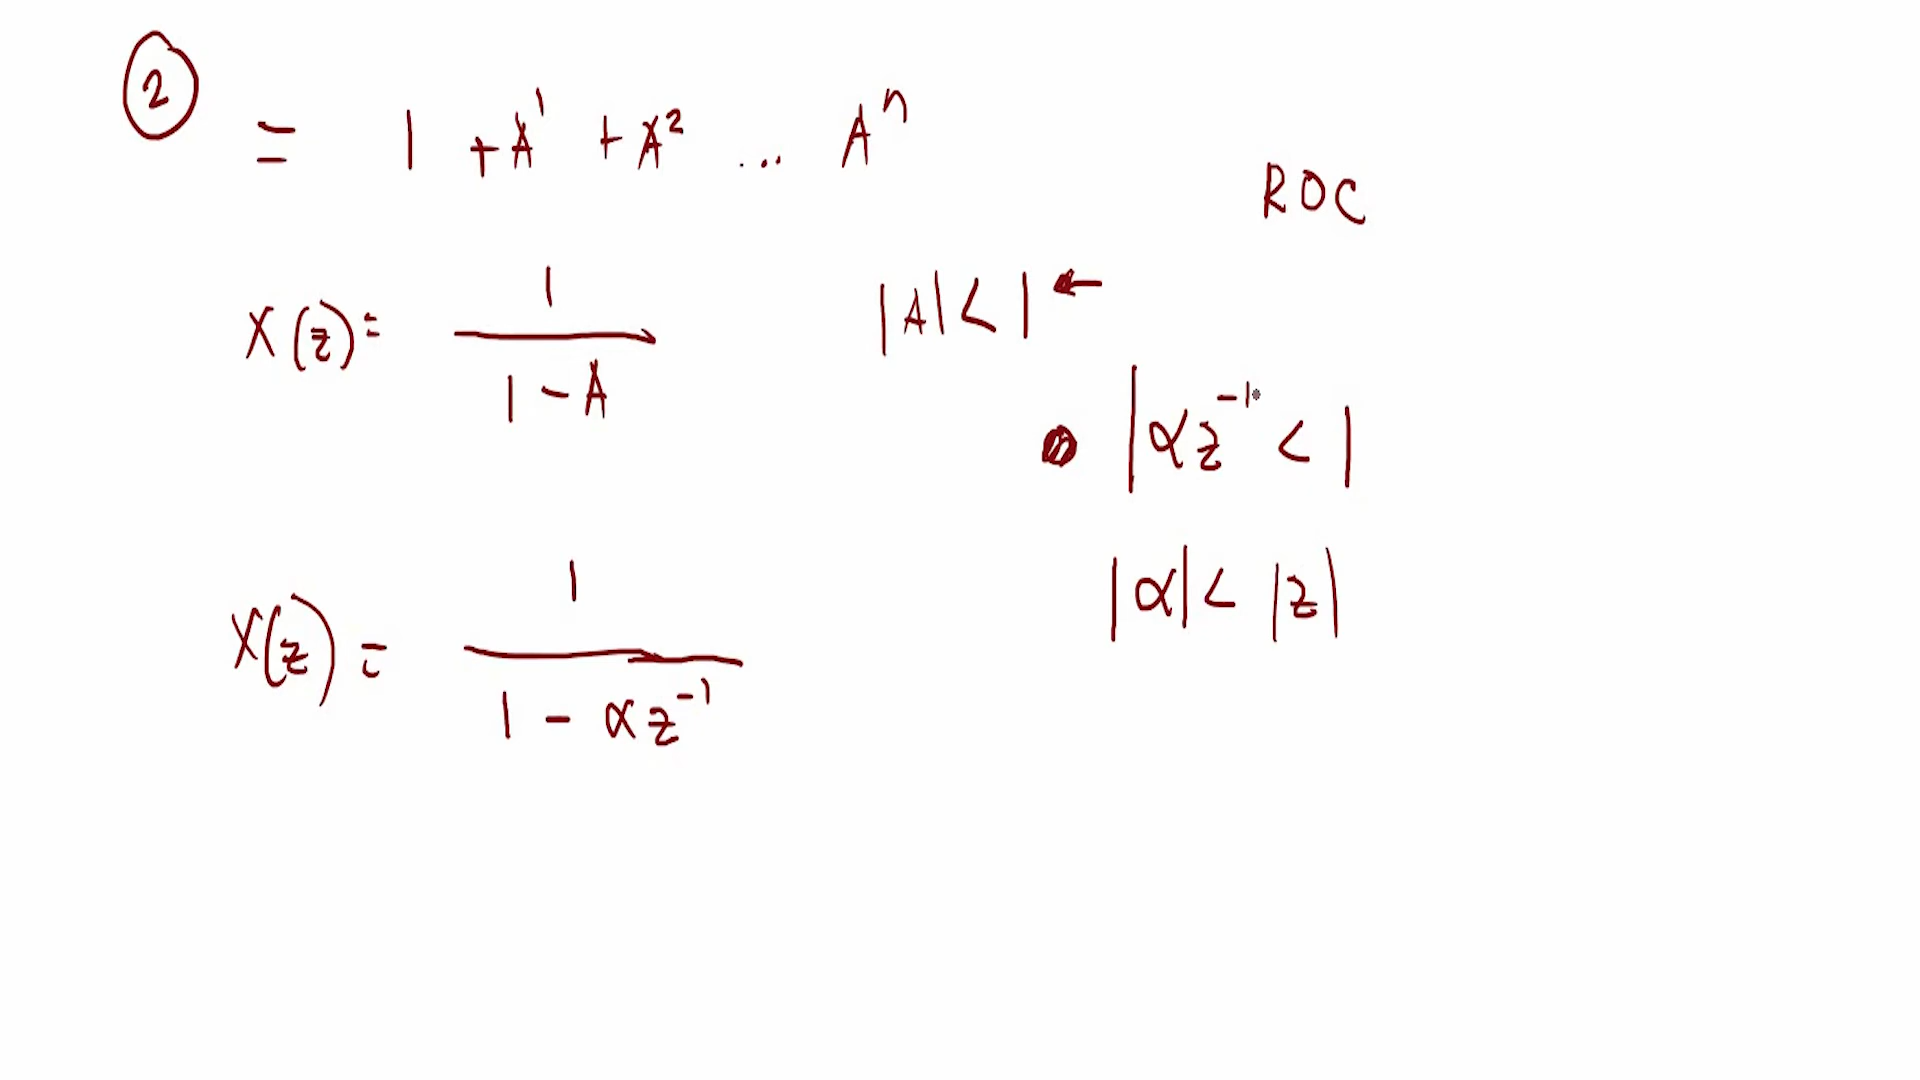 ②
= 1 + A¹ + A² ... Aⁿ
ROC
X(z) = 1 / (1 - A)
|A| < 1 ←
|αz⁻¹ < 1
|α| < |z|
X(z) = 1 / (1 - αz⁻¹)